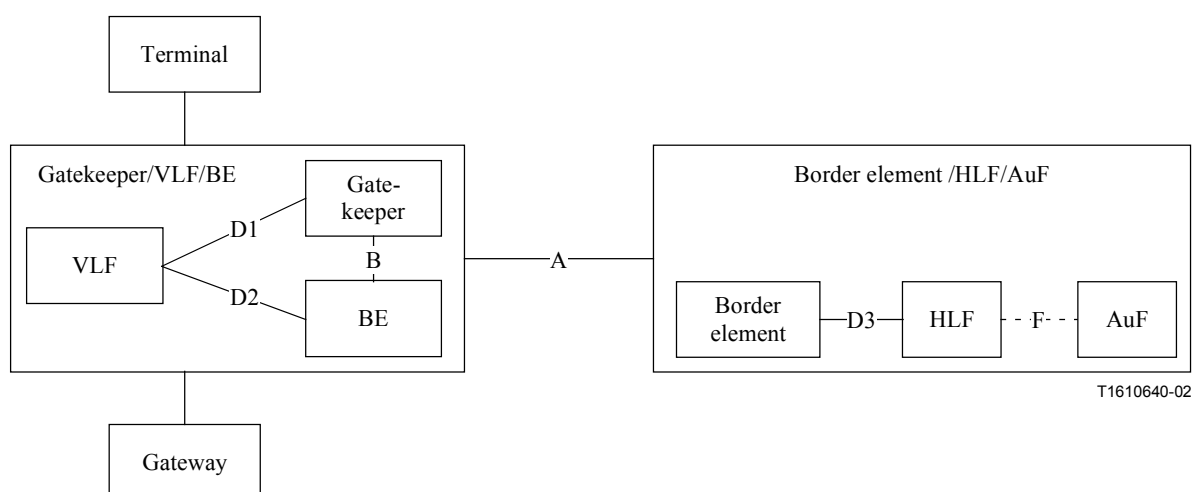 Terminal
Gatekeeper/VLF/BE
Gate-
keeper
D1
VLF
B
D2
BE
A
Border element /HLF/AuF
Border
element
D3
HLF
F
AuF
T1610640-02
Gateway